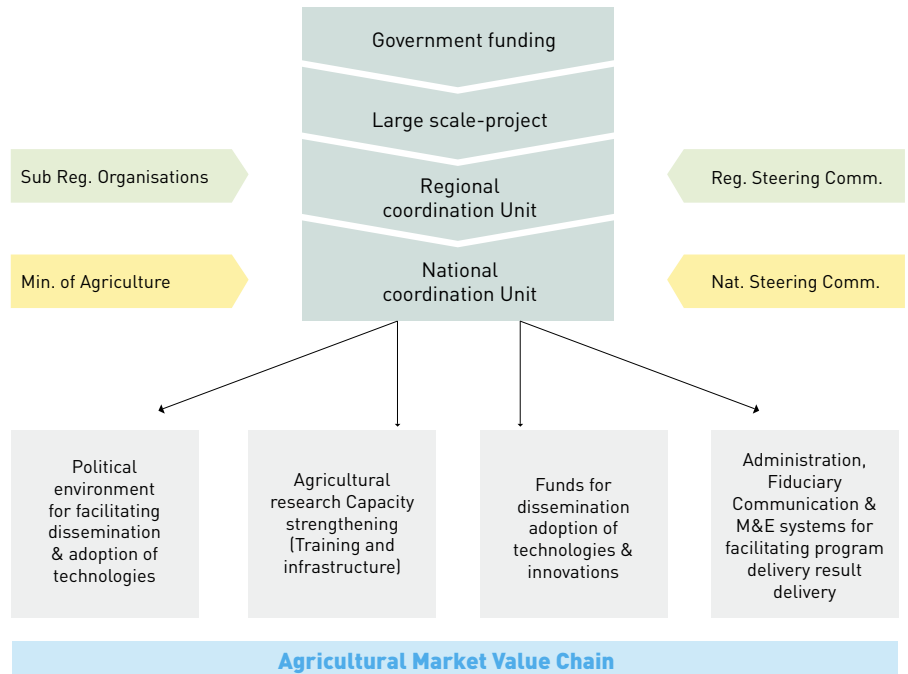 Government funding
Large scale-project
Sub Reg. Organisations
Regional
coordination Unit
Reg. Steering Comm.
Min. of Agriculture
National
coordination Unit
Nat. Steering Comm.
Political
environment
for facilitating
dissemination
& adoption of
technologies
Agricultural
research Capacity
strengthening
(Training and
infrastructure)
Funds for
dissemination
adoption of
technologies &
innovations
Administration,
Fiduciary
Communication &
M&E systems for
facilitating program
delivery result
delivery
Agricultural Market Value Chain